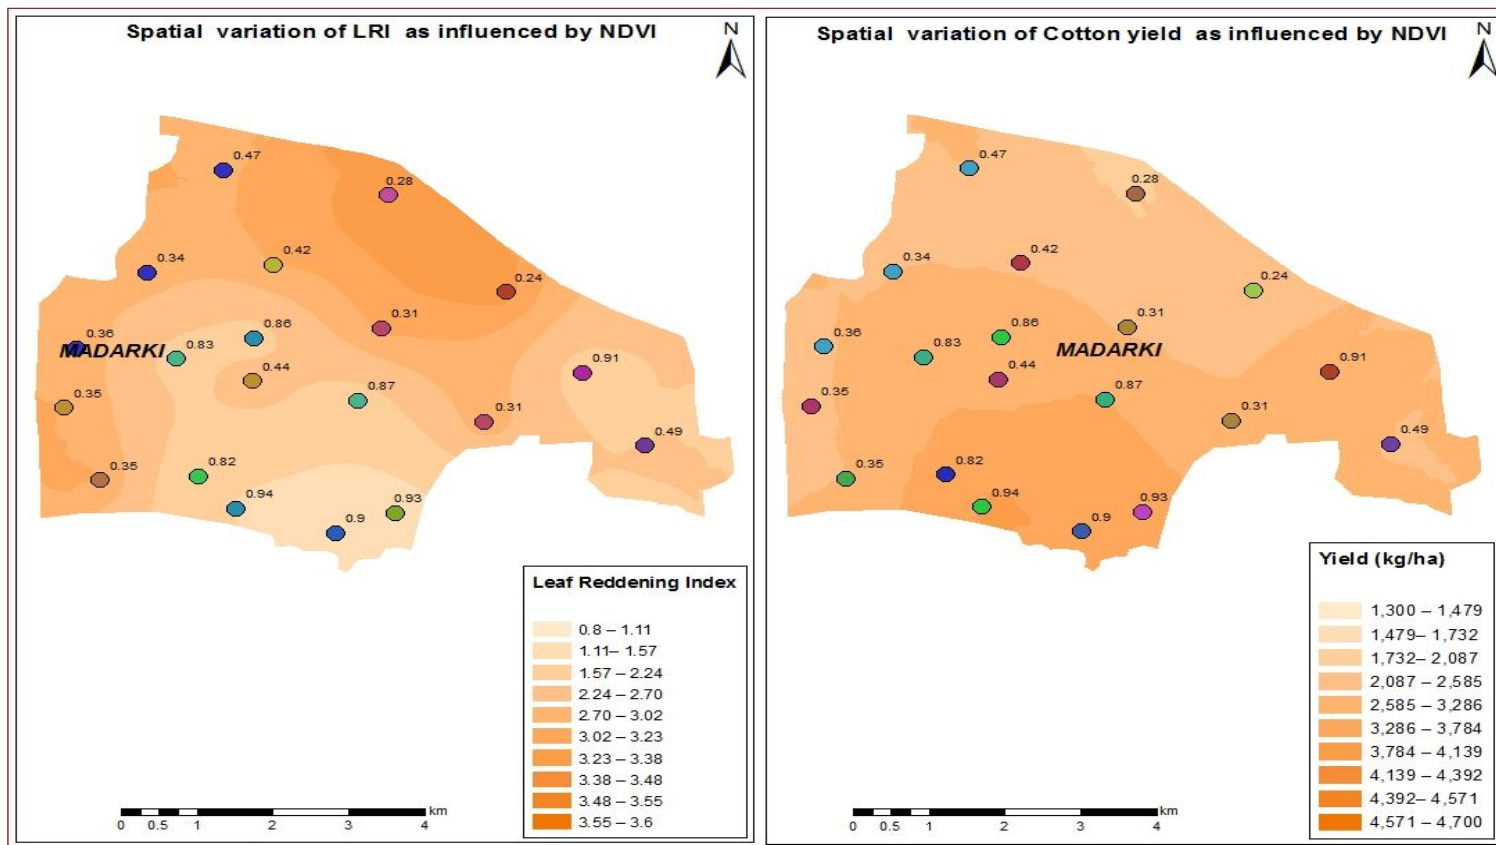 Spatial variation of LRI as influenced by NDVI
N
0.47
0.28
0.42
0.34
0.24
0.31
0.86
0.36
MADARKI
0.83
0.91
0.44
0.87
0.35
0.31
0.49
0.35
0.82
0.94
0.93
0.9
Leaf Reddening Index
0.8 – 1.11
1.11– 1.57
1.57 – 2.24
2.24 – 2.70
2.70 – 3.02
3.02 – 3.23
3.23 – 3.38
3.38 – 3.48
3.48 – 3.55
3.55 – 3.6
km
0 0.5 1 2 3 4
Spatial variation of Cotton yield as influenced by NDVI
N
0.47
0.28
0.42
0.34
0.24
0.31
0.86
0.36
MADARKI
0.83
0.91
0.44
0.87
0.35
0.31
0.49
0.35
0.82
0.94
0.93
0.9
Yield (kg/ha)
1,300 – 1,479
1,479– 1,732
1,732– 2,087
2,087 – 2,585
2,585 – 3,286
3,286 – 3,784
3,784 – 4,139
4,139 – 4,392
4,392– 4,571
4,571 – 4,700
km
0 0.5 1 2 3 4